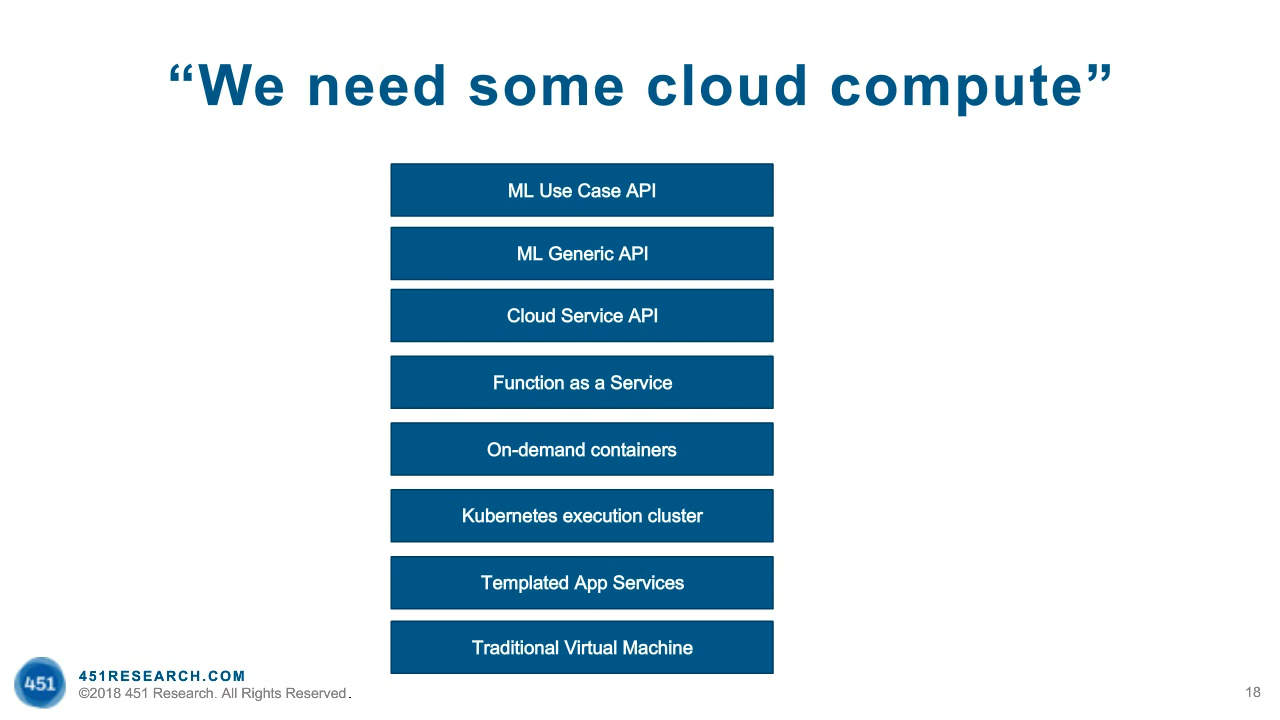 “We need some cloud compute”
ML Use Case API
ML Generic API
Cloud Service API
Function as a Service
On-demand containers
Kubernetes execution cluster
Templated App Services
Traditional Virtual Machine
451
451RESEARCH.COM
©2018 451 Research. All Rights Reserved.
18